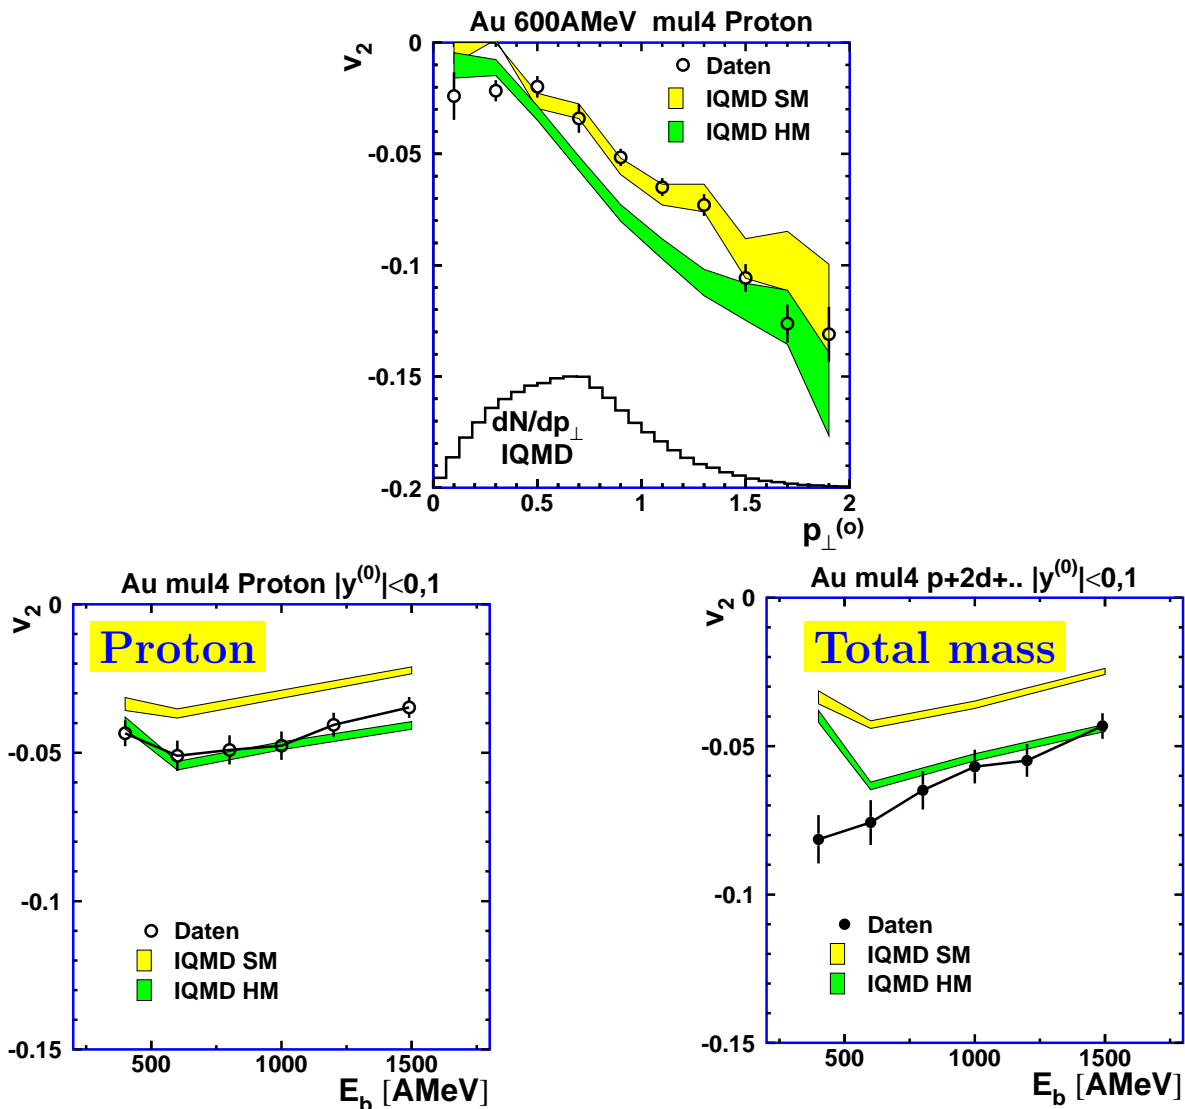 Au 600AMeV  mul4 Proton
v2
0
-0.05
-0.1
-0.15
-0.2
Daten
IQMD SM
IQMD HM
dN/dp⊥
IQMD
0
0.5
1
1.5
2
p⊥(o)
Au mul4 Proton |y(0)|<0,1
v2
0
-0.05
-0.1
-0.15
Proton
Daten
IQMD SM
IQMD HM
500
1000
1500
Eb [AMeV]
Au mul4 p+2d+.. |y(0)|<0,1
v2
0
-0.05
-0.1
-0.15
Total mass
Daten
IQMD SM
IQMD HM
500
1000
1500
Eb [AMeV]